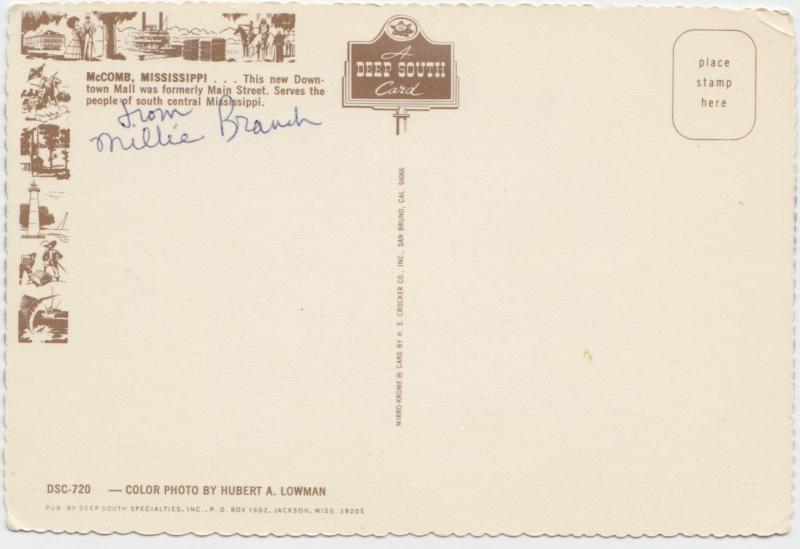 McCOMB, MISSISSIPPI . . . This new Down-
town Mall was formerly Main Street. Serves the
people of south central Mississippi.
from
Millie Branch
A
DEEP SOUTH
Card
place
stamp
here
MIRRO-KROME ® CARD BY H. S. CROCKER CO., INC., SAN BRUNO, CAL. 94066
DSC-720 — COLOR PHOTO BY HUBERT A. LOWMAN
PUB. BY DEEP SOUTH SPECIALTIES, INC., P. O. BOX 1802, JACKSON, MISS. 39205